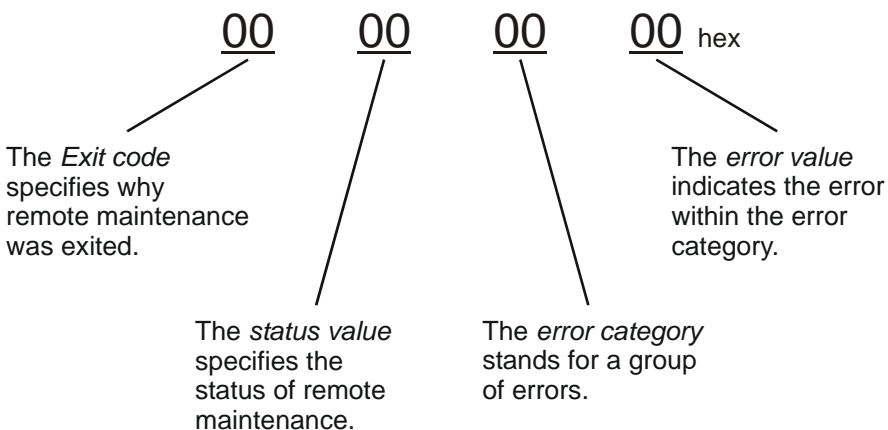 00 00 00 00 hex
The Exit code
specifies why
remote maintenance
was exited.
The error value
indicates the error
within the error
category.
The status value
specifies the
status of remote
maintenance.
The error category
stands for a group
of errors.